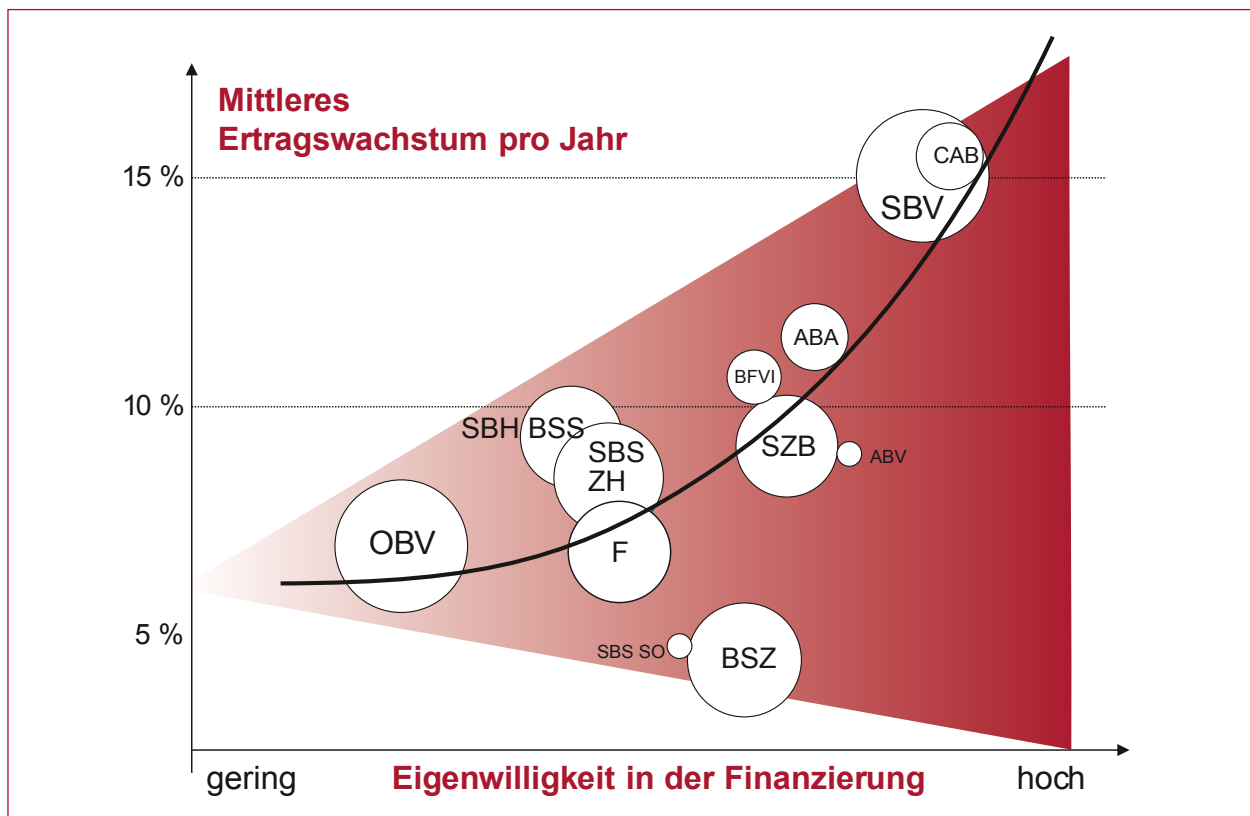 Mittleres
Ertragswachstum pro Jahr
15 %
CAB
SBV
ABA
BFVI
10 %
SBH BSS
SBS
ZH
SZB
ABV
OBV
F
5 %
SBS SO
BSZ
gering
Eigenwilligkeit in der Finanzierung
hoch